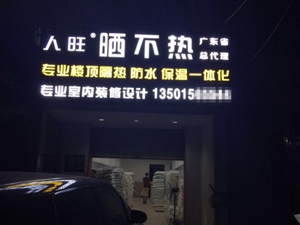 人旺®晒不热 广东省
总代理
专业楼顶隔热 防水 保温一体化
专业室内装修设计 13501